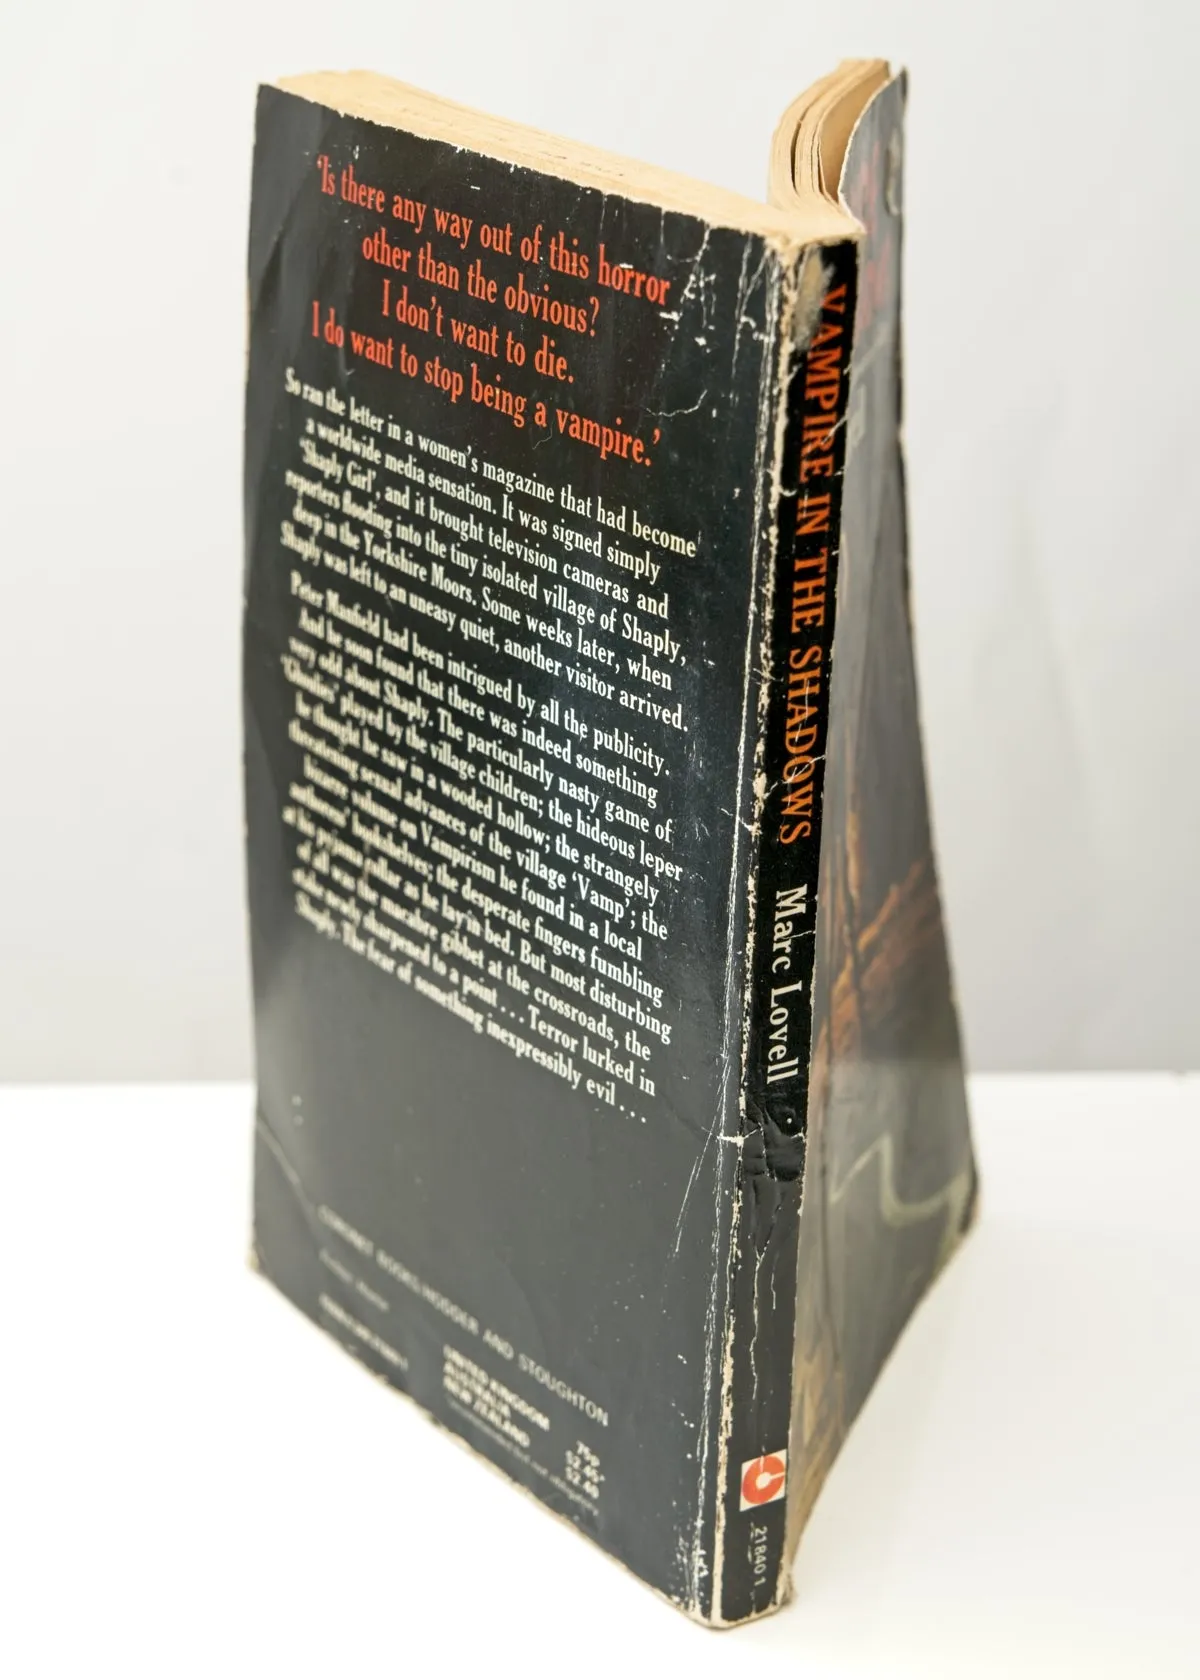 'Is there any way out of this horror
other than the obvious?
I don't want to die.
I do want to stop being a vampire.'
So ran the letter in a women's magazine that had become
a worldwide media sensation. It was signed simply
'Shaply Girl', and it brought television cameras and
reporters flooding into the tiny isolated village of Shaply,
deep in the Yorkshire Moors. Some weeks later, when
Shaply was left to an uneasy quiet, another visitor arrived.
Peter Manfield had been intrigued by all the publicity.
And he soon found that there was indeed something
very odd about Shaply. The particularly nasty game of
'Ghoulies' played by the village children; the hideous leper
he thought he saw in a wooded hollow; the strangely
threatening sexual advances of the village 'Vamp'; the
bizarre volume on Vampirism he found in a local
authoress' bookshelves; the desperate fingers fumbling
at his pyjama collar as he lay in bed. But most disturbing
of all was the macabre gibbet at the crossroads, the
stake newly sharpened to a point . . . Terror lurked in
Shaply. The fear of something inexpressibly evil . . .
CORONET BOOKS/HODDER AND STOUGHTON
UNITED KINGDOM 75p
AUSTRALIA $2.45*
NEW ZEALAND $2.40
*recommended but not obligatory
VAMPIRE IN THE SHADOWS Marc Lovell
21840 1